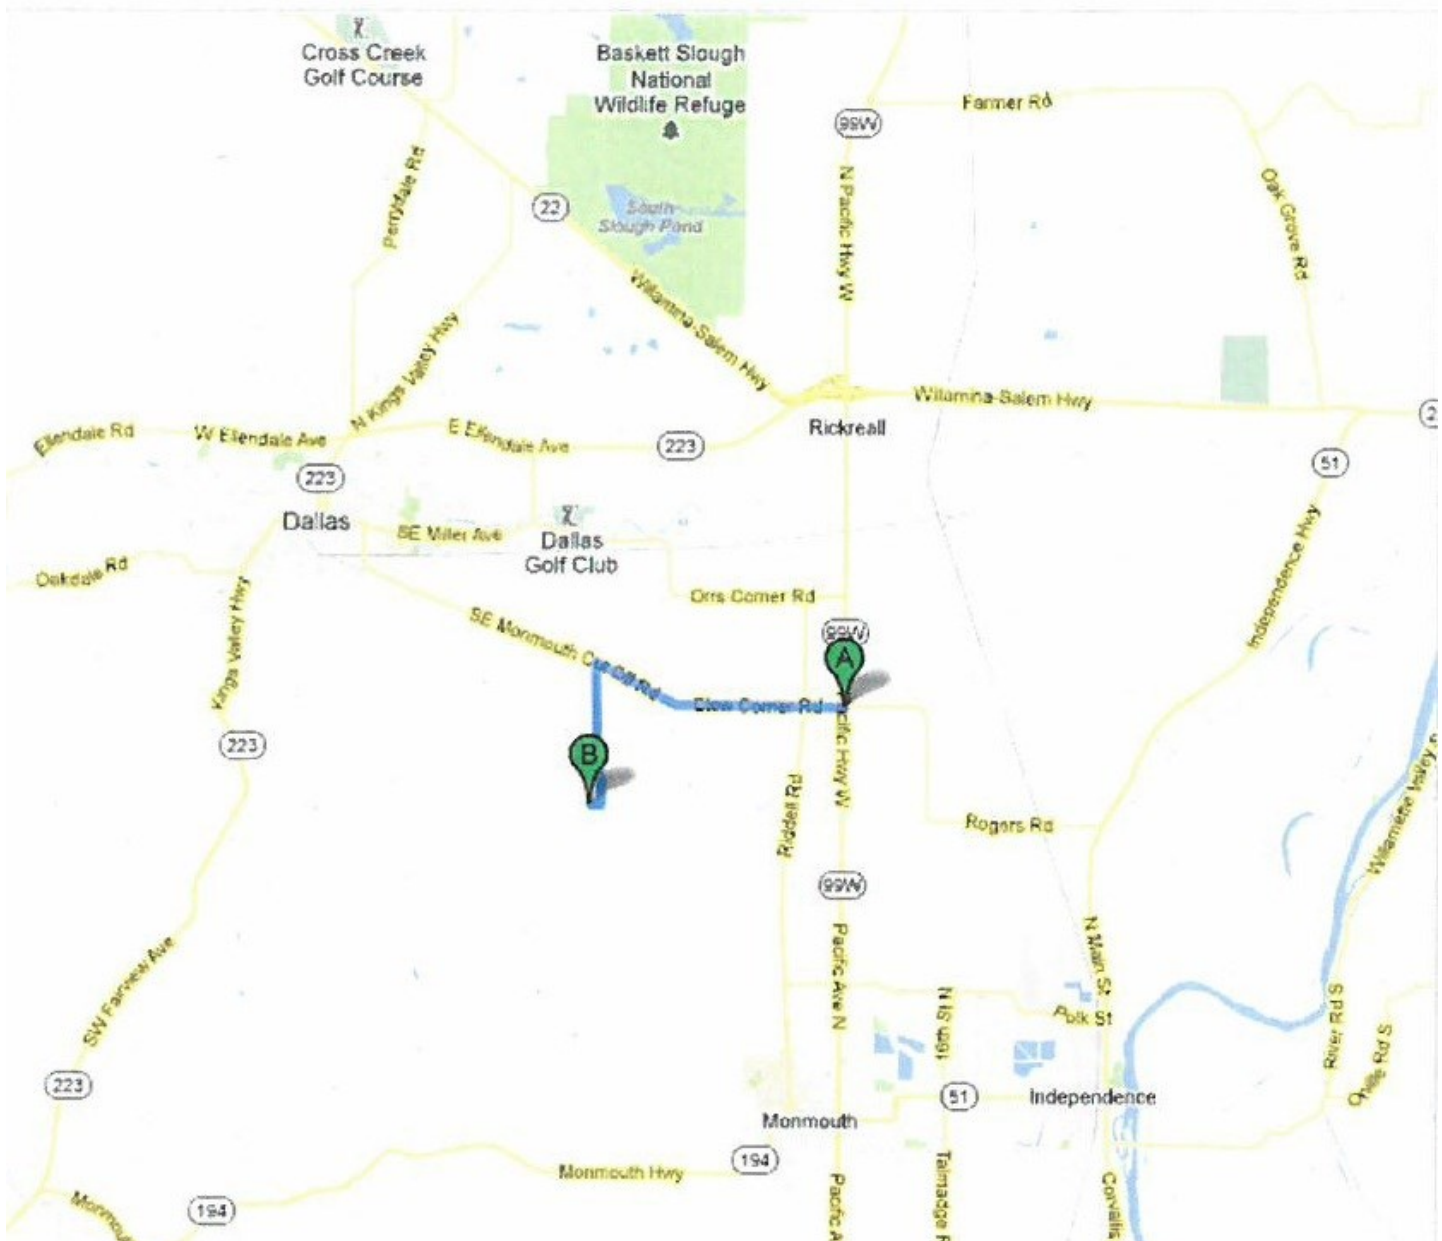 Cross Creek
Golf Course
Baskett Slough
National
Wildlife Refuge
99W
Farmer Rd
Perrydale Rd
N Pacific Hwy W
Oak Grove Rd
22
South
Slough Pond
Willamina-Salem Hwy
N Kings Valley Hwy
Willamina-Salem Hwy
Ellendale Rd
W Ellendale Ave
E Ellendale Ave
223
Rickreall
51
223
Dallas
SE Miller Ave
Dallas
Golf Club
Independence Hwy
Oakdale Rd
Orrs Corner Rd
Kings Valley Hwy
SE Monmouth Cut Off Rd
99W
A
Clow Corner Rd
223
B
Pacific Hwy W
Riddell Rd
Rogers Rd
Willamette Valley S
99W
SW Fairview Ave
Pacific Ave N
N Main St
16th St N
Polk St
River Rd S
223
51
Independence
Monmouth
194
Monmouth Hwy
194
Talmadge R
Corvallis
Pacific A
Monmou